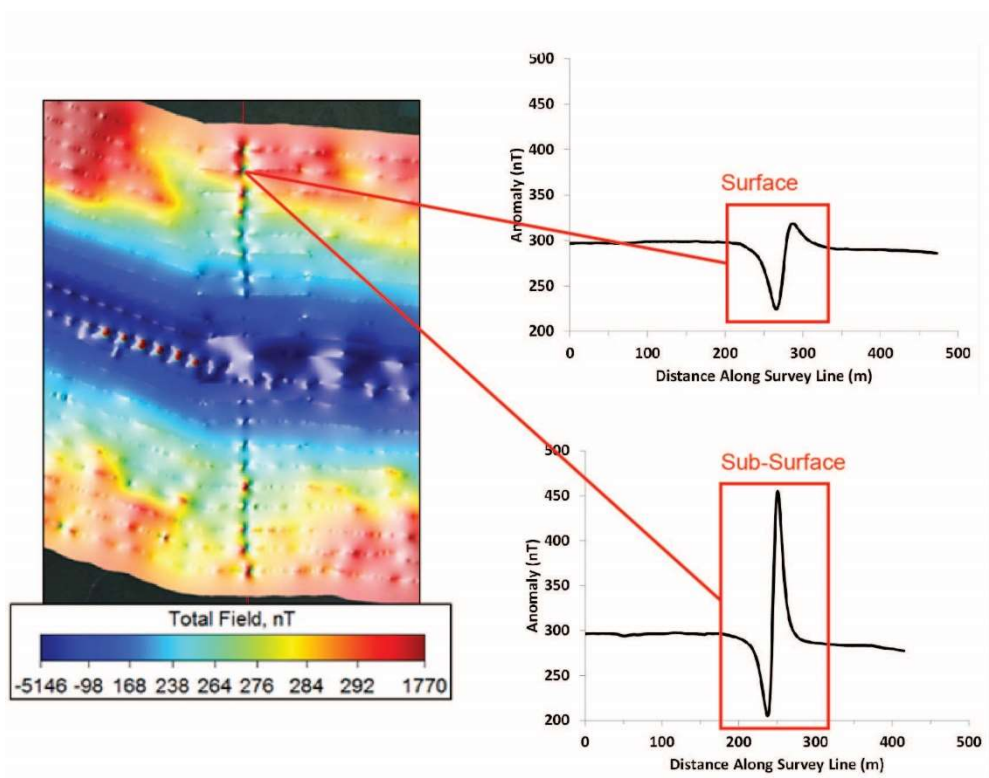 Total Field, nT
-5146 -98 168 238 264 276 284 292 1770
500
450
400
350
300
250
200
Anomaly (nT)
Surface
0 100 200 300 400 500
Distance Along Survey Line (m)
500
450
400
350
300
250
200
Anomaly (nT)
Sub-Surface
0 100 200 300 400 500
Distance Along Survey Line (m)